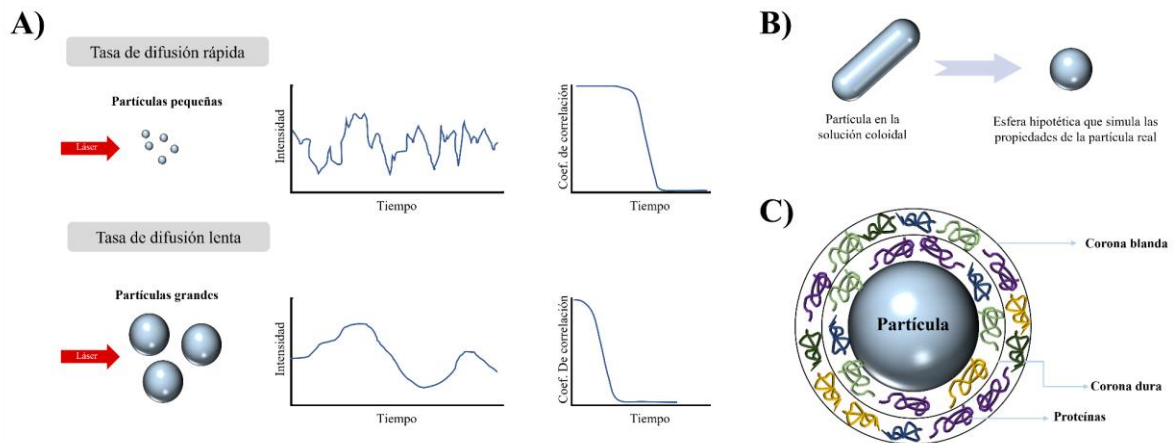 A)
Tasa de difusión rápida
Partículas pequeñas
Láser
Intensidad
Tiempo
Coef. de correlación
Tiempo
Tasa de difusión lenta
Partículas grandes
Láser
Intensidad
Tiempo
Coef. De correlación
Tiempo
B)
Partícula en la
solución coloidal
Esfera hipotética que simula las
propiedades de la partícula real
C)
Corona blanda
Partícula
Corona dura
Proteínas